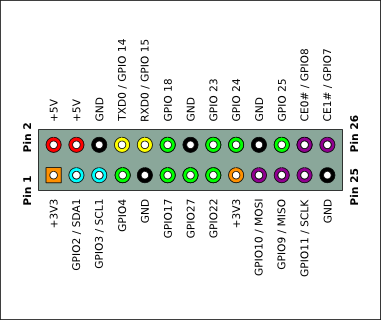 +5V
+5V
GND
TXD0 / GPIO 14
RXD0 / GPIO 15
GPIO 18
GND
GPIO 23
GPIO 24
GND
GPIO 25
CE0# / GPIO8
CE1# / GPIO7
Pin 2
Pin 26
Pin 1
Pin 25
+3V3
GPIO2 / SDA1
GPIO3 / SCL1
GPIO4
GND
GPIO17
GPIO27
GPIO22
+3V3
GPIO10 / MOSI
GPIO9 / MISO
GPIO11 / SCLK
GND